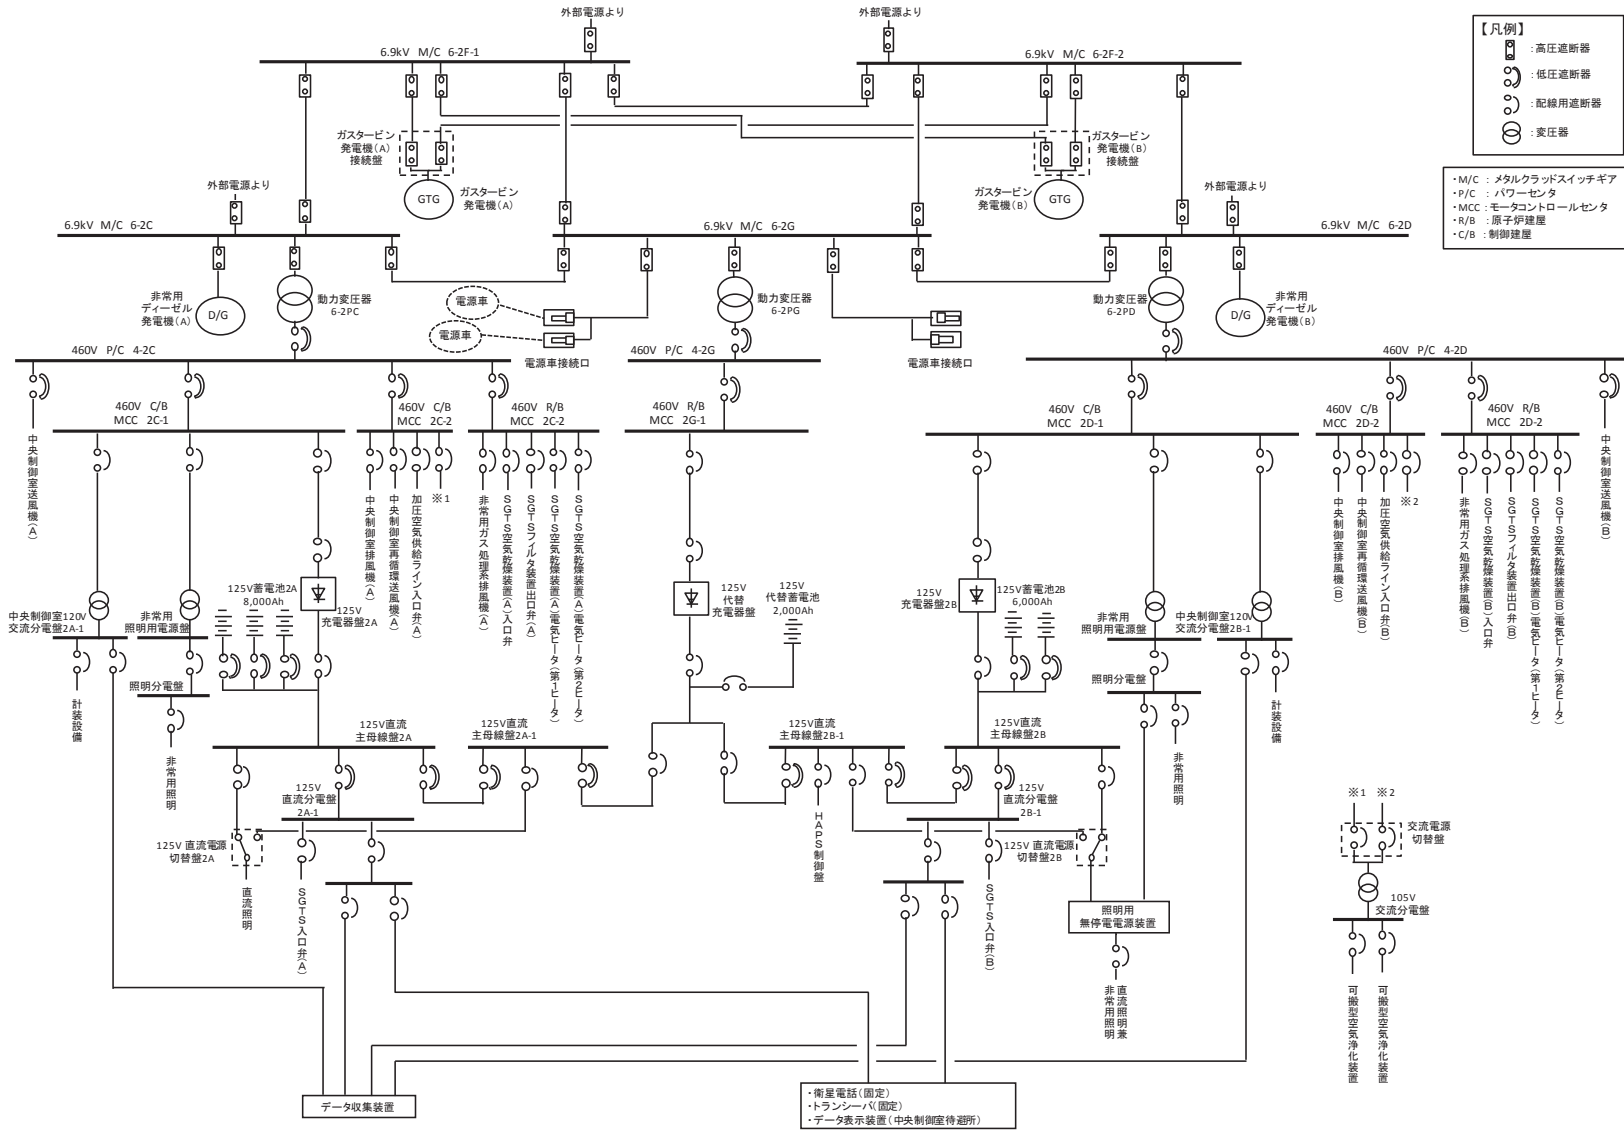 外部電源より
外部電源より
【凡例】
:高圧遮断器
:低圧遮断器
:配線用遮断器
:変圧器
・M/C : メタルクラッドスイッチギア
・P/C : パワーセンタ
・MCC : モータコントロールセンタ
・R/B : 原子炉建屋
・C/B : 制御建屋
6.9kV M/C 6-2F-1
6.9kV M/C 6-2F-2
ガスタービン
発電機(A)
接続盤
ガスタービン
発電機(B)
接続盤
GTG
ガスタービン
発電機(A)
ガスタービン
発電機(B)
GTG
外部電源より
外部電源より
6.9kV M/C 6-2C
6.9kV M/C 6-2G
6.9kV M/C 6-2D
非常用
ディーゼル
発電機(A)
D/G
動力変圧器
6-2PC
電源車
電源車
電源車接続口
動力変圧器
6-2PG
電源車接続口
動力変圧器
6-2PD
D/G
非常用
ディーゼル
発電機(B)
460V P/C 4-2C
460V P/C 4-2G
460V P/C 4-2D
中央制御室送風機(A)
460V C/B
MCC 2C-1
460V C/B
MCC 2C-2
460V R/B
MCC 2C-2
460V R/B
MCC 2G-1
460V C/B
MCC 2D-1
460V C/B
MCC 2D-2
460V R/B
MCC 2D-2
中央制御室送風機(B)
中央制御室排風機(A)
中央制御室再循環送風機(A)
加圧空気供給ライン入口弁(A)
※1
非常用ガス処理系排風機(A)
SGTS空気乾燥装置(A)入口弁
SGTSフィルタ装置出口弁(A)
SGTS空気乾燥装置(A)電気ヒータ(第1ヒータ)
SGTS空気乾燥装置(A)電気ヒータ(第2ヒータ)
中央制御室排風機(B)
中央制御室再循環送風機(B)
加圧空気供給ライン入口弁(B)
※2
非常用ガス処理系排風機(B)
SGTS空気乾燥装置(B)入口弁
SGTSフィルタ装置出口弁(B)
SGTS空気乾燥装置(B)電気ヒータ(第1ヒータ)
SGTS空気乾燥装置(B)電気ヒータ(第2ヒータ)
中央制御室120V
交流分電盤2A-1
非常用
照明用電源盤
125V蓄電池2A
8,000Ah
125V
充電器盤2A
125V
代替
充電器盤
125V
代替蓄電池
2,000Ah
125V
充電器盤2B
125V蓄電池2B
6,000Ah
非常用
照明用電源盤
中央制御室120V
交流分電盤2B-1
計装設備
照明分電盤
非常用照明
照明分電盤
非常用照明
計装設備
125V直流
主母線盤2A
125V直流
主母線盤2A-1
125V直流
主母線盤2B-1
125V直流
主母線盤2B
125V
直流分電盤
2A-1
125V
直流分電盤
2B-1
HAPS制御盤
125V 直流電源
切替盤2A
125V 直流電源
切替盤2B
直流照明
SGTS入口弁(A)
SGTS入口弁(B)
照明用
無停電電源装置
直流照明兼
非常用照明
※1
※2
交流電源
切替盤
105V
交流分電盤
可搬型空気浄化装置
可搬型空気浄化装置
データ収集装置
・衛星電話(固定)
・トランシーバ(固定)
・データ表示装置(中央制御室待避所)